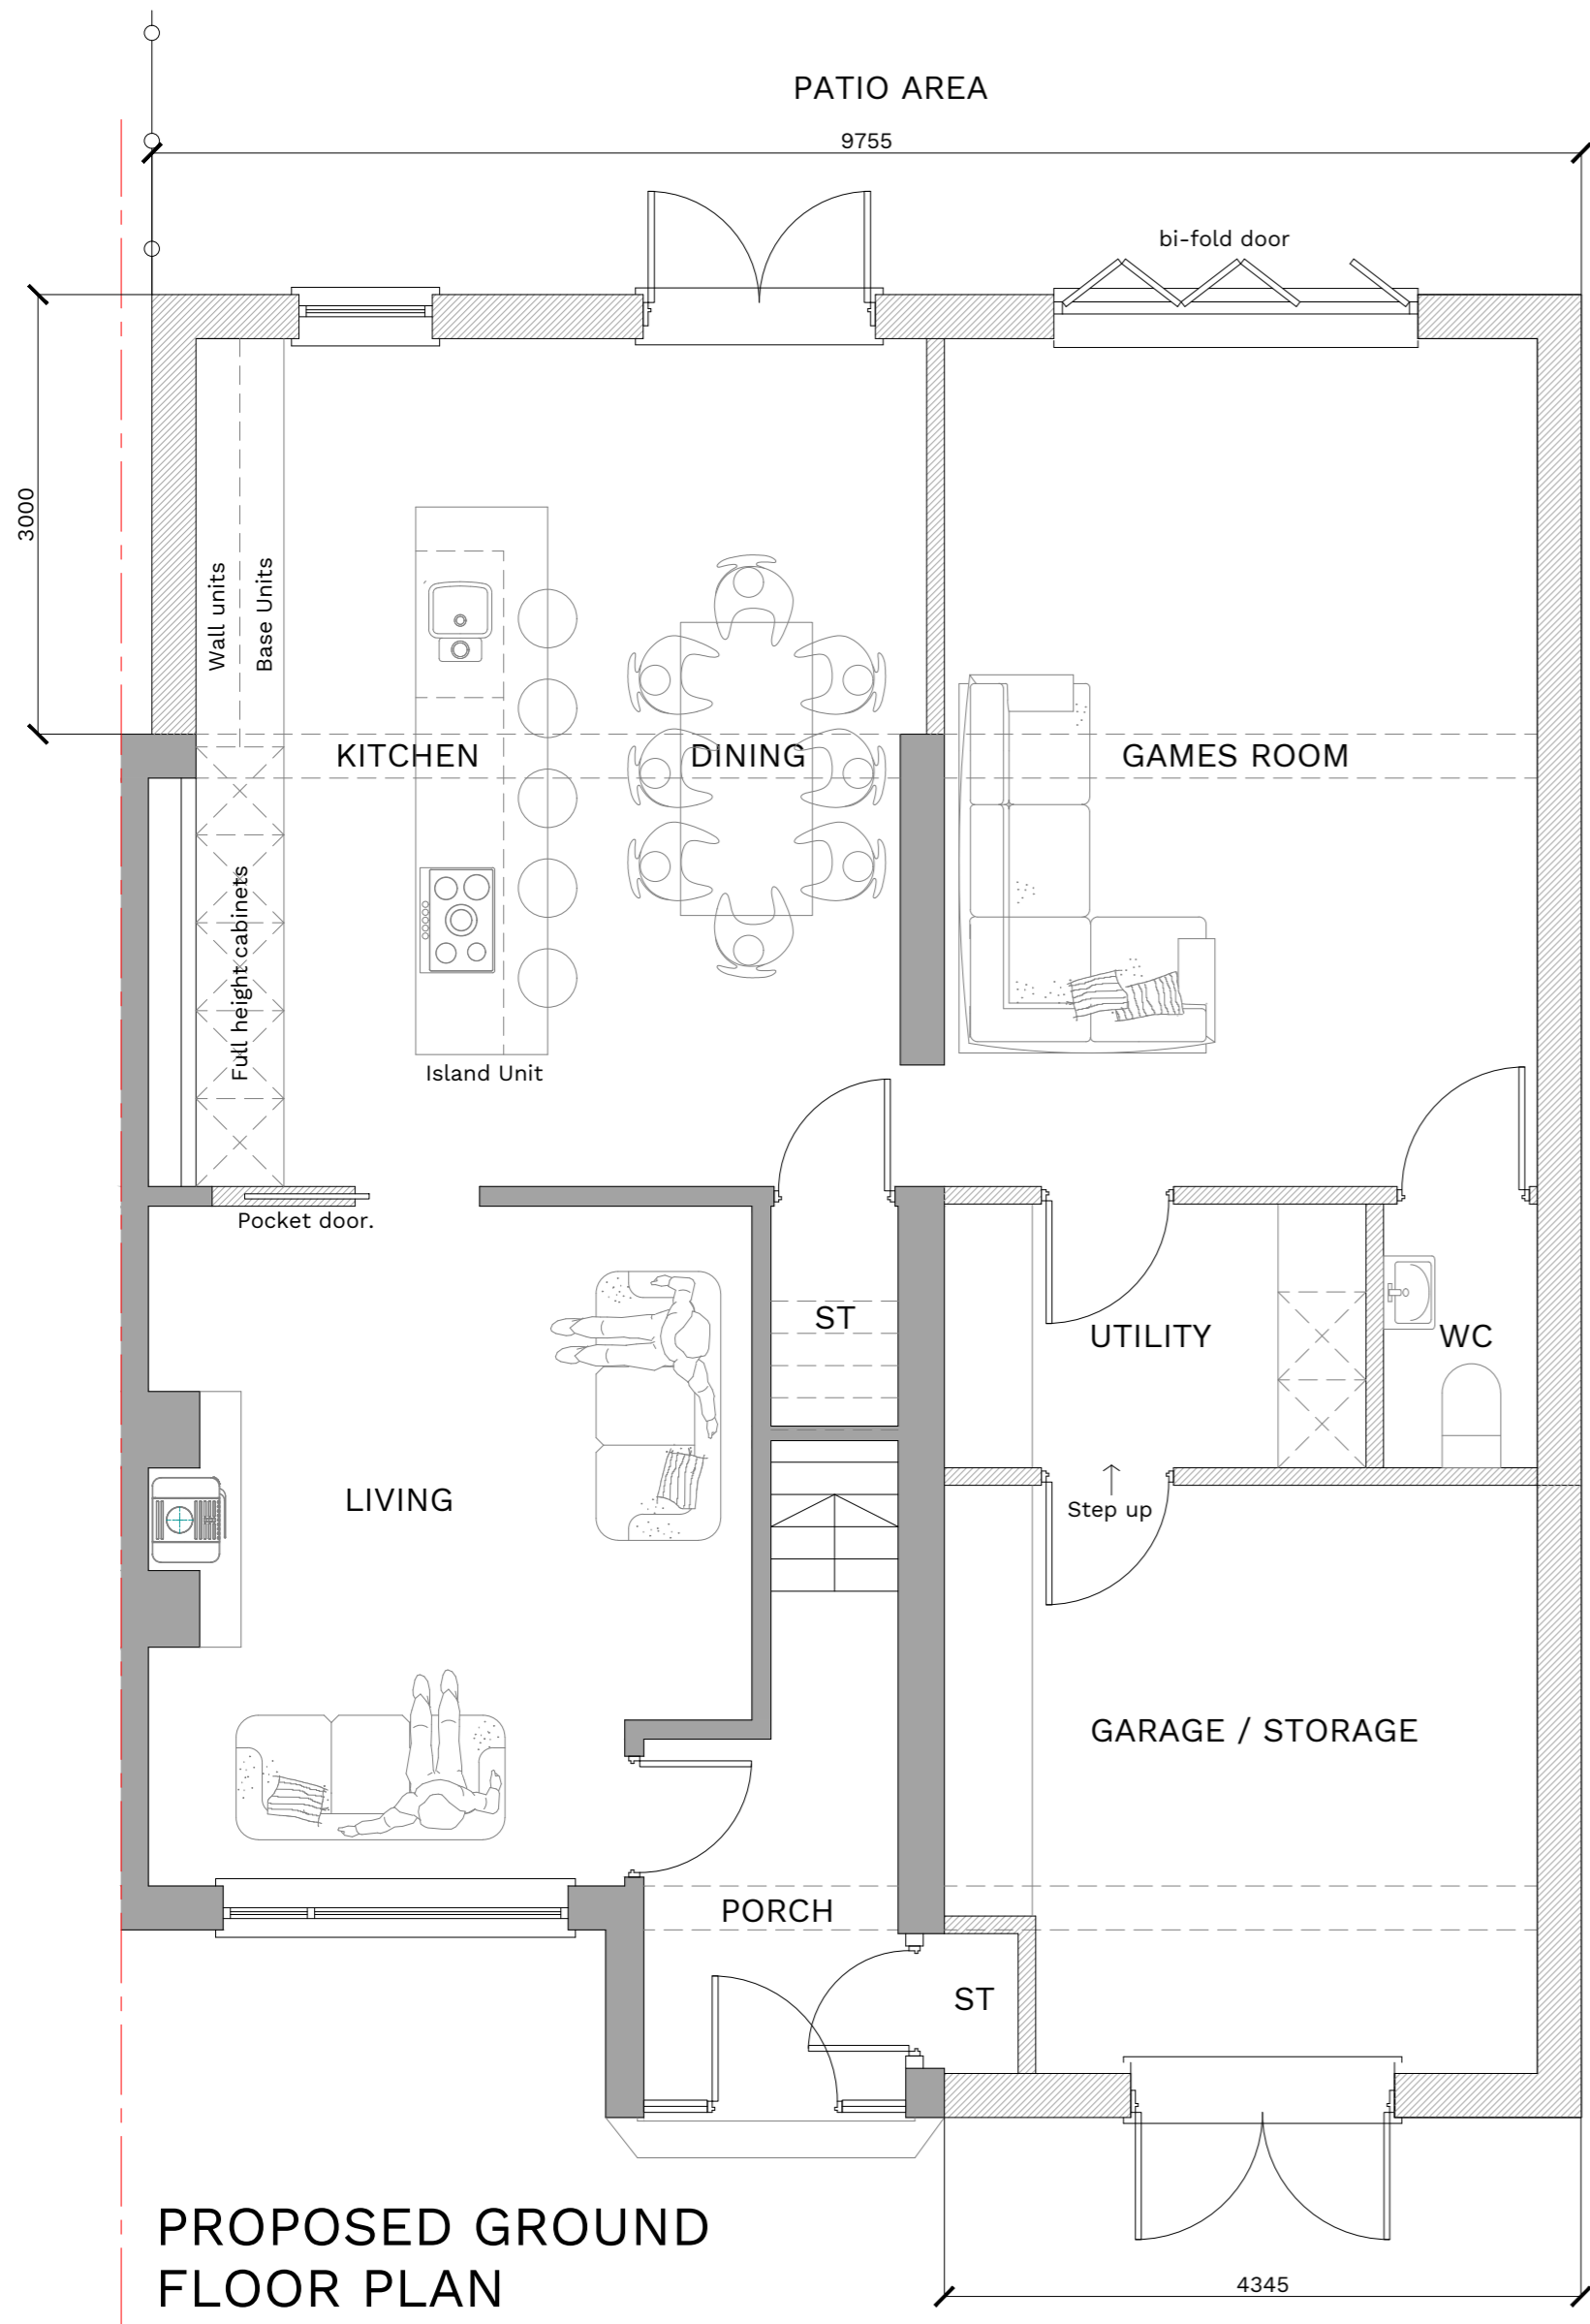 PATIO AREA
9755
bi-fold door
3000
Wall units
Base Units
KITCHEN
DINING
GAMES ROOM
Full height cabinets
Island Unit
Pocket door.
ST
UTILITY
WC
LIVING
Step up
GARAGE / STORAGE
PORCH
ST
PROPOSED GROUND
FLOOR PLAN
4345